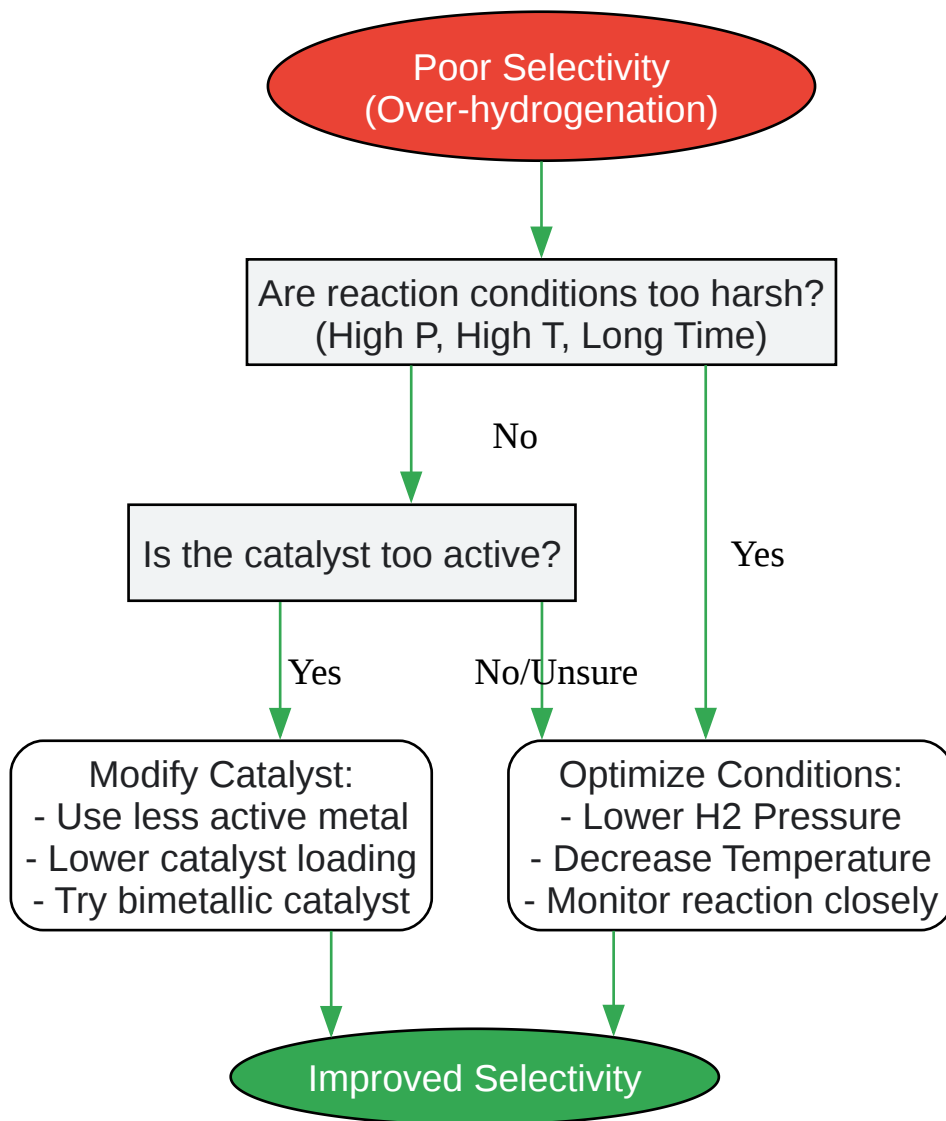 Poor Selectivity
(Over-hydrogenation)
Are reaction conditions too harsh?
(High P, High T, Long Time)
No
Is the catalyst too active?
Yes
Yes
No/Unsure
Modify Catalyst:
- Use less active metal
- Lower catalyst loading
- Try bimetallic catalyst
Optimize Conditions:
- Lower H2 Pressure
- Decrease Temperature
- Monitor reaction closely
Improved Selectivity